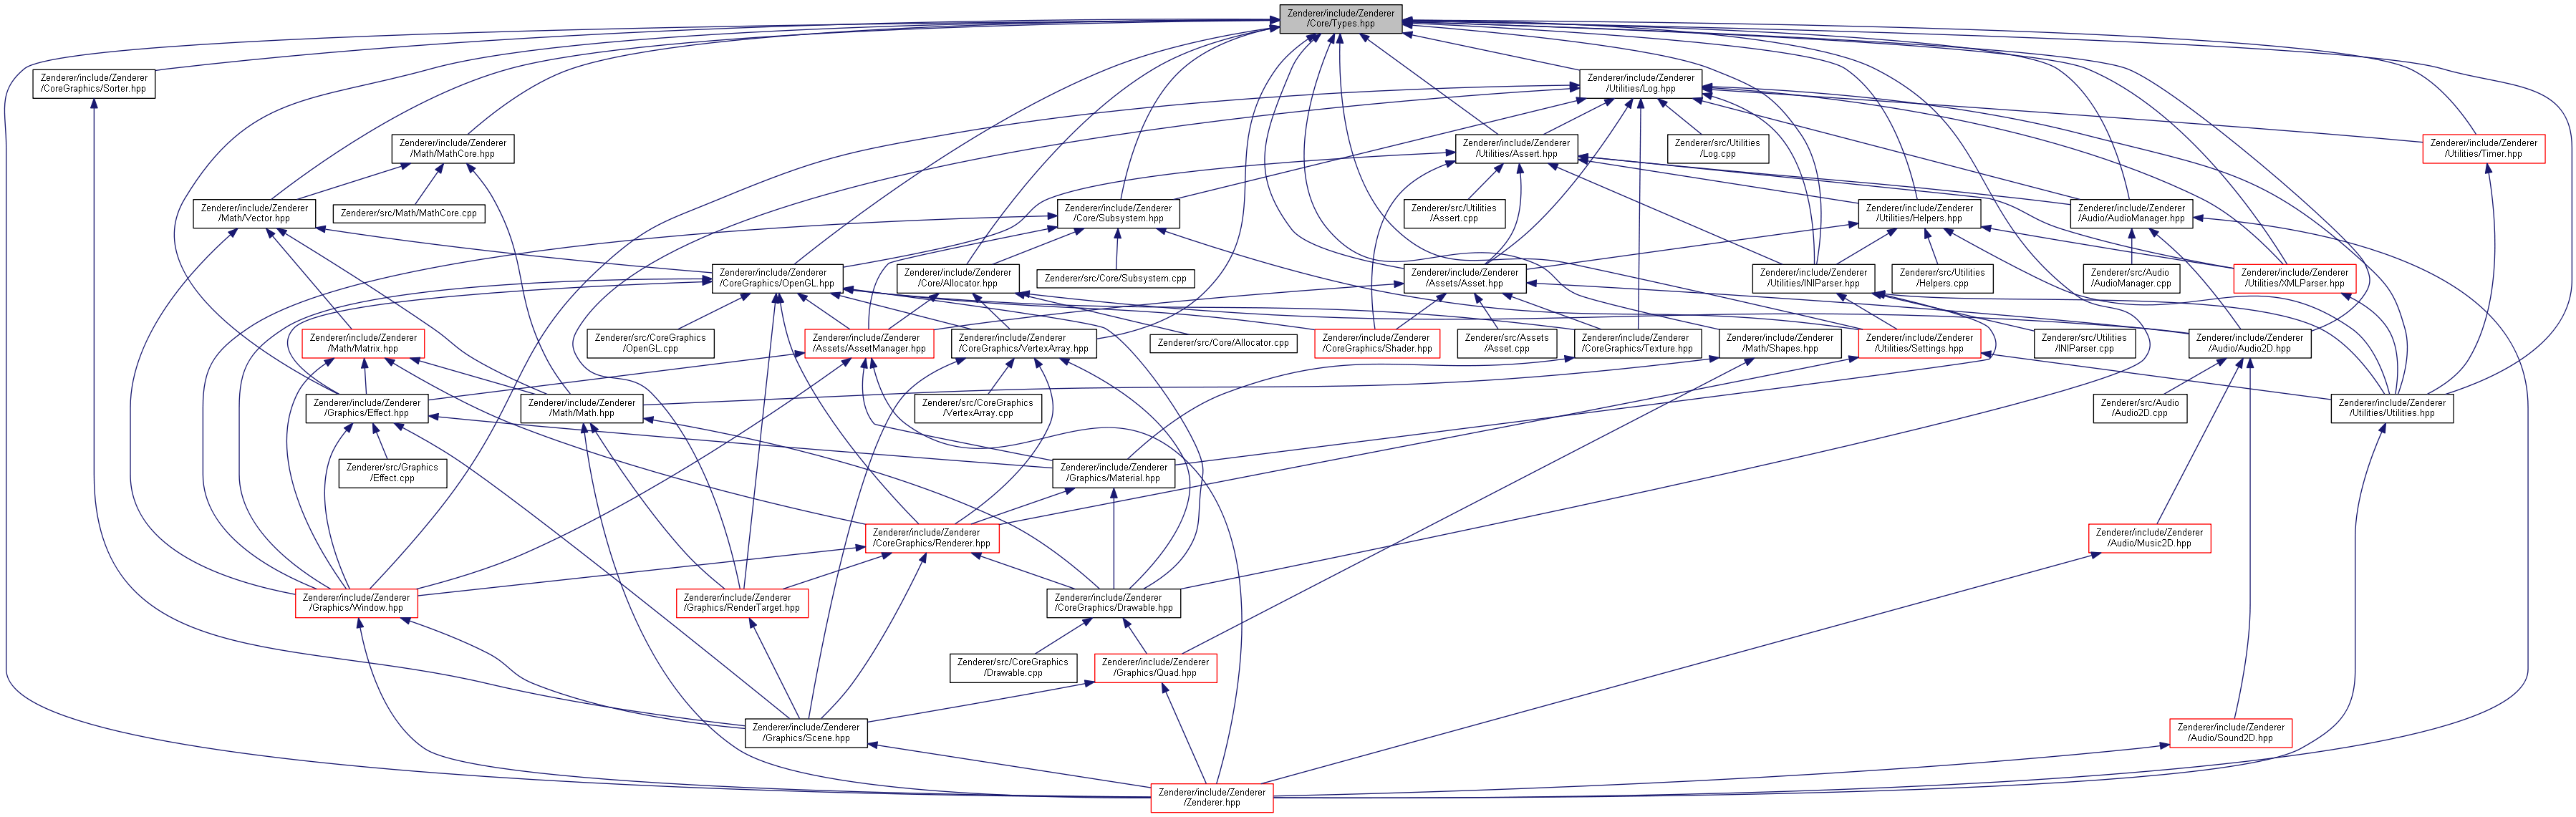 Zenderer/include/Zenderer
/Core/Types.hpp
Zenderer/include/Zenderer
/CoreGraphics/Sorter.hpp
Zenderer/include/Zenderer
/Utilities/Log.hpp
Zenderer/include/Zenderer
/Math/MathCore.hpp
Zenderer/include/Zenderer
/Utilities/Assert.hpp
Zenderer/src/Utilities
/Log.cpp
Zenderer/include/Zenderer
/Utilities/Timer.hpp
Zenderer/include/Zenderer
/Math/Vector.hpp
Zenderer/src/Math/MathCore.cpp
Zenderer/include/Zenderer
/Core/Subsystem.hpp
Zenderer/src/Utilities
/Assert.cpp
Zenderer/include/Zenderer
/Utilities/Helpers.hpp
Zenderer/include/Zenderer
/Audio/AudioManager.hpp
Zenderer/include/Zenderer
/CoreGraphics/OpenGL.hpp
Zenderer/include/Zenderer
/Core/Allocator.hpp
Zenderer/src/Core/Subsystem.cpp
Zenderer/include/Zenderer
/Assets/Asset.hpp
Zenderer/include/Zenderer
/Utilities/INIParser.hpp
Zenderer/src/Utilities
/Helpers.cpp
Zenderer/src/Audio
/AudioManager.cpp
Zenderer/include/Zenderer
/Utilities/XMLParser.hpp
Zenderer/include/Zenderer
/Math/Matrix.hpp
Zenderer/src/CoreGraphics
/OpenGL.cpp
Zenderer/include/Zenderer
/Assets/AssetManager.hpp
Zenderer/include/Zenderer
/CoreGraphics/VertexArray.hpp
Zenderer/src/Core/Allocator.cpp
Zenderer/include/Zenderer
/CoreGraphics/Shader.hpp
Zenderer/src/Assets
/Asset.cpp
Zenderer/include/Zenderer
/CoreGraphics/Texture.hpp
Zenderer/include/Zenderer
/Math/Shapes.hpp
Zenderer/include/Zenderer
/Utilities/Settings.hpp
Zenderer/src/Utilities
/INIParser.cpp
Zenderer/include/Zenderer
/Audio/Audio2D.hpp
Zenderer/include/Zenderer
/Graphics/Effect.hpp
Zenderer/include/Zenderer
/Math/Math.hpp
Zenderer/src/CoreGraphics
/VertexArray.cpp
Zenderer/src/Audio
/Audio2D.cpp
Zenderer/include/Zenderer
/Utilities/Utilities.hpp
Zenderer/src/Graphics
/Effect.cpp
Zenderer/include/Zenderer
/Graphics/Material.hpp
Zenderer/include/Zenderer
/CoreGraphics/Renderer.hpp
Zenderer/include/Zenderer
/Audio/Music2D.hpp
Zenderer/include/Zenderer
/Graphics/Window.hpp
Zenderer/include/Zenderer
/Graphics/RenderTarget.hpp
Zenderer/include/Zenderer
/CoreGraphics/Drawable.hpp
Zenderer/src/CoreGraphics
/Drawable.cpp
Zenderer/include/Zenderer
/Graphics/Quad.hpp
Zenderer/include/Zenderer
/Graphics/Scene.hpp
Zenderer/include/Zenderer
/Audio/Sound2D.hpp
Zenderer/include/Zenderer
/Zenderer.hpp